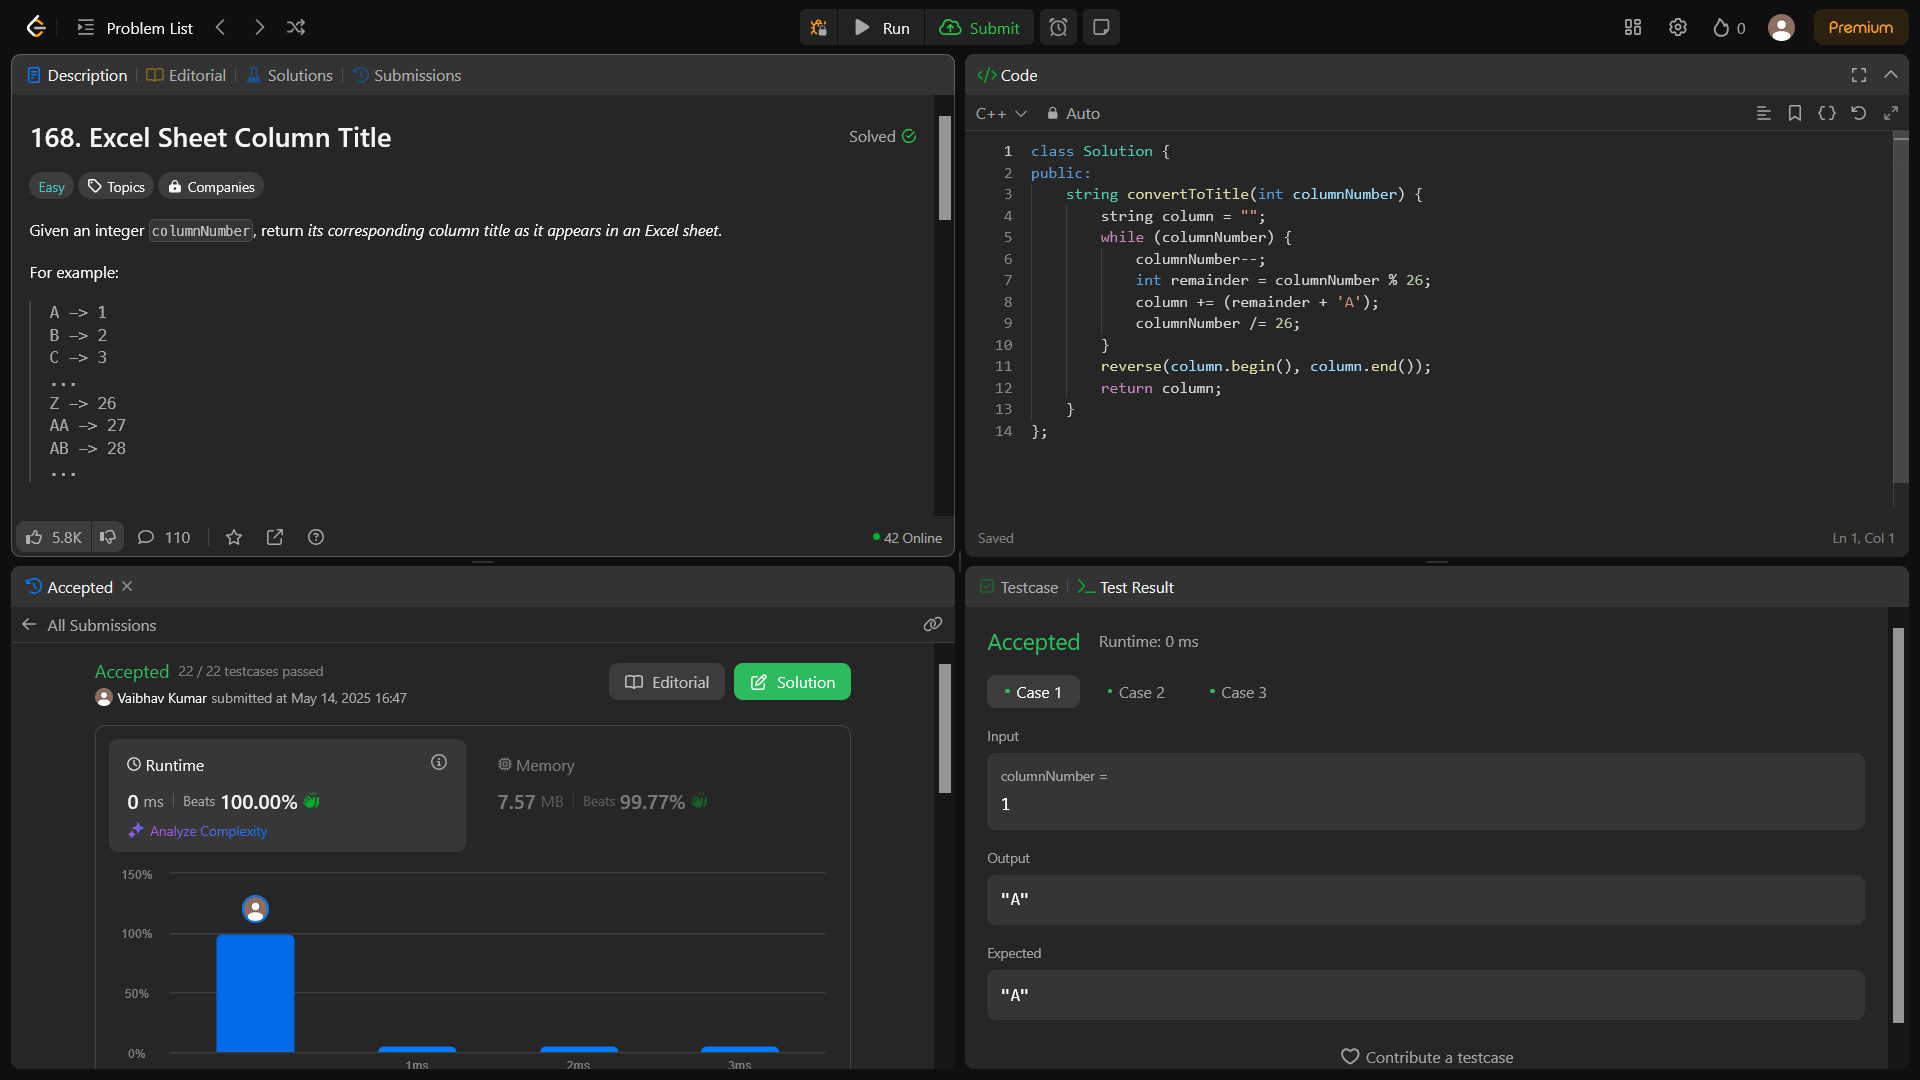 Problem List
Run
Submit
0
Premium
Description
Editorial
Solutions
Submissions
168. Excel Sheet Column Title
Solved
Easy
Topics
Companies
Given an integer columnNumber, return its corresponding column title as it appears in an Excel sheet.
For example:
A -> 1
B -> 2
C -> 3
...
Z -> 26
AA -> 27
AB -> 28
...
5.8K
110
42 Online
Code
C++
Auto
1 class Solution {
2 public:
3     string convertToTitle(int columnNumber) {
4         string column = "";
5         while (columnNumber) {
6             columnNumber--;
7             int remainder = columnNumber % 26;
8             column += (remainder + 'A');
9             columnNumber /= 26;
10         }
11         reverse(column.begin(), column.end());
12         return column;
13     }
14 };
Saved
Ln 1, Col 1
Accepted
All Submissions
Accepted 22 / 22 testcases passed
Vaibhav Kumar submitted at May 14, 2025 16:47
Editorial
Solution
Runtime
0 ms Beats 100.00%
Analyze Complexity
Memory
7.57 MB Beats 99.77%
150%
100%
50%
0%
1ms
2ms
3ms
Testcase
Test Result
Accepted Runtime: 0 ms
Case 1
Case 2
Case 3
Input
columnNumber =
1
Output
"A"
Expected
"A"
Contribute a testcase